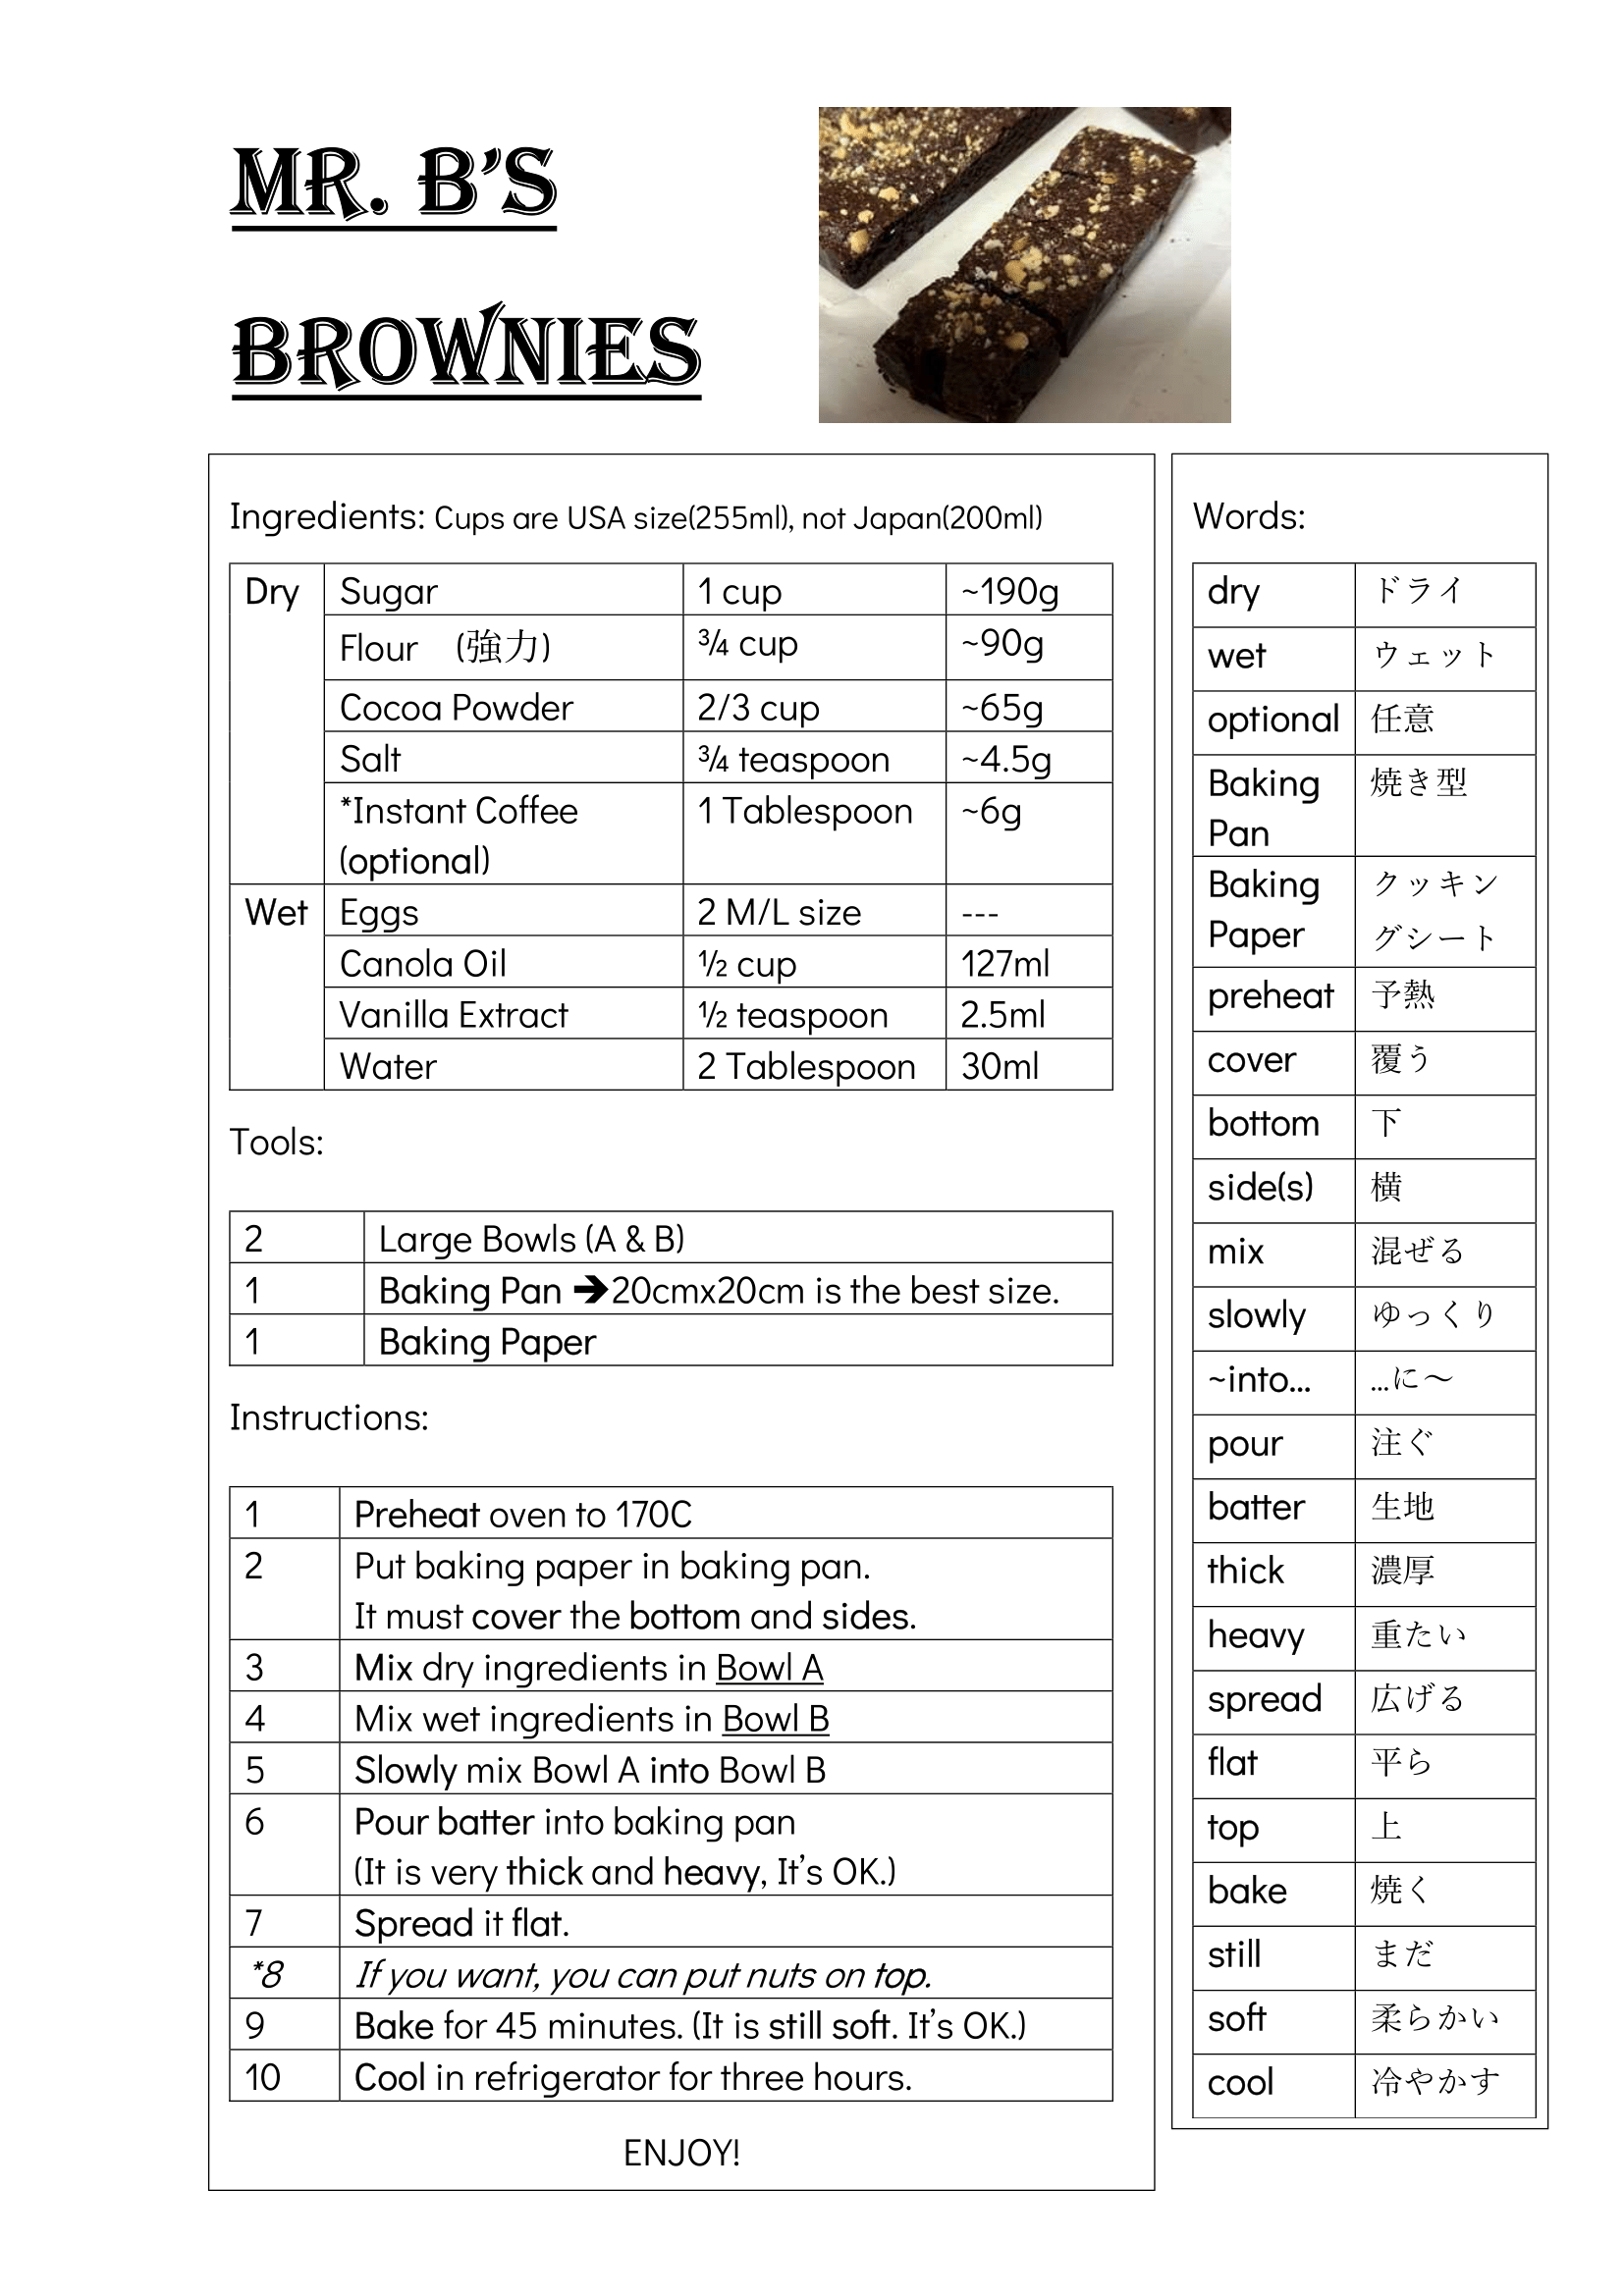 MR. B'S
BROWNIES
Ingredients: Cups are USA size(255ml), not Japan(200ml)
Dry Sugar 1 cup ~190g
Flour (強力) ¾ cup ~90g
Cocoa Powder 2/3 cup ~65g
Salt ¾ teaspoon ~4.5g
*Instant Coffee 1 Tablespoon ~6g
(optional)
Wet Eggs 2 M/L size ---
Canola Oil ½ cup 127ml
Vanilla Extract ½ teaspoon 2.5ml
Water 2 Tablespoon 30ml
Tools:
2 Large Bowls (A & B)
1 Baking Pan ➔20cmx20cm is the best size.
1 Baking Paper
Instructions:
1 Preheat oven to 170C
2 Put baking paper in baking pan.
It must cover the bottom and sides.
3 Mix dry ingredients in Bowl A
4 Mix wet ingredients in Bowl B
5 Slowly mix Bowl A into Bowl B
6 Pour batter into baking pan
(It is very thick and heavy, It's OK.)
7 Spread it flat.
*8 If you want, you can put nuts on top.
9 Bake for 45 minutes. (It is still soft. It's OK.)
10 Cool in refrigerator for three hours.
ENJOY!
Words:
dry ドライ
wet ウェット
optional 任意
Baking 焼き型
Pan
Baking クッキン
Paper グシート
preheat 予熱
cover 覆う
bottom 下
side(s) 横
mix 混ぜる
slowly ゆっくり
~into... ...に～
pour 注ぐ
batter 生地
thick 濃厚
heavy 重たい
spread 広げる
flat 平ら
top 上
bake 焼く
still まだ
soft 柔らかい
cool 冷やかす